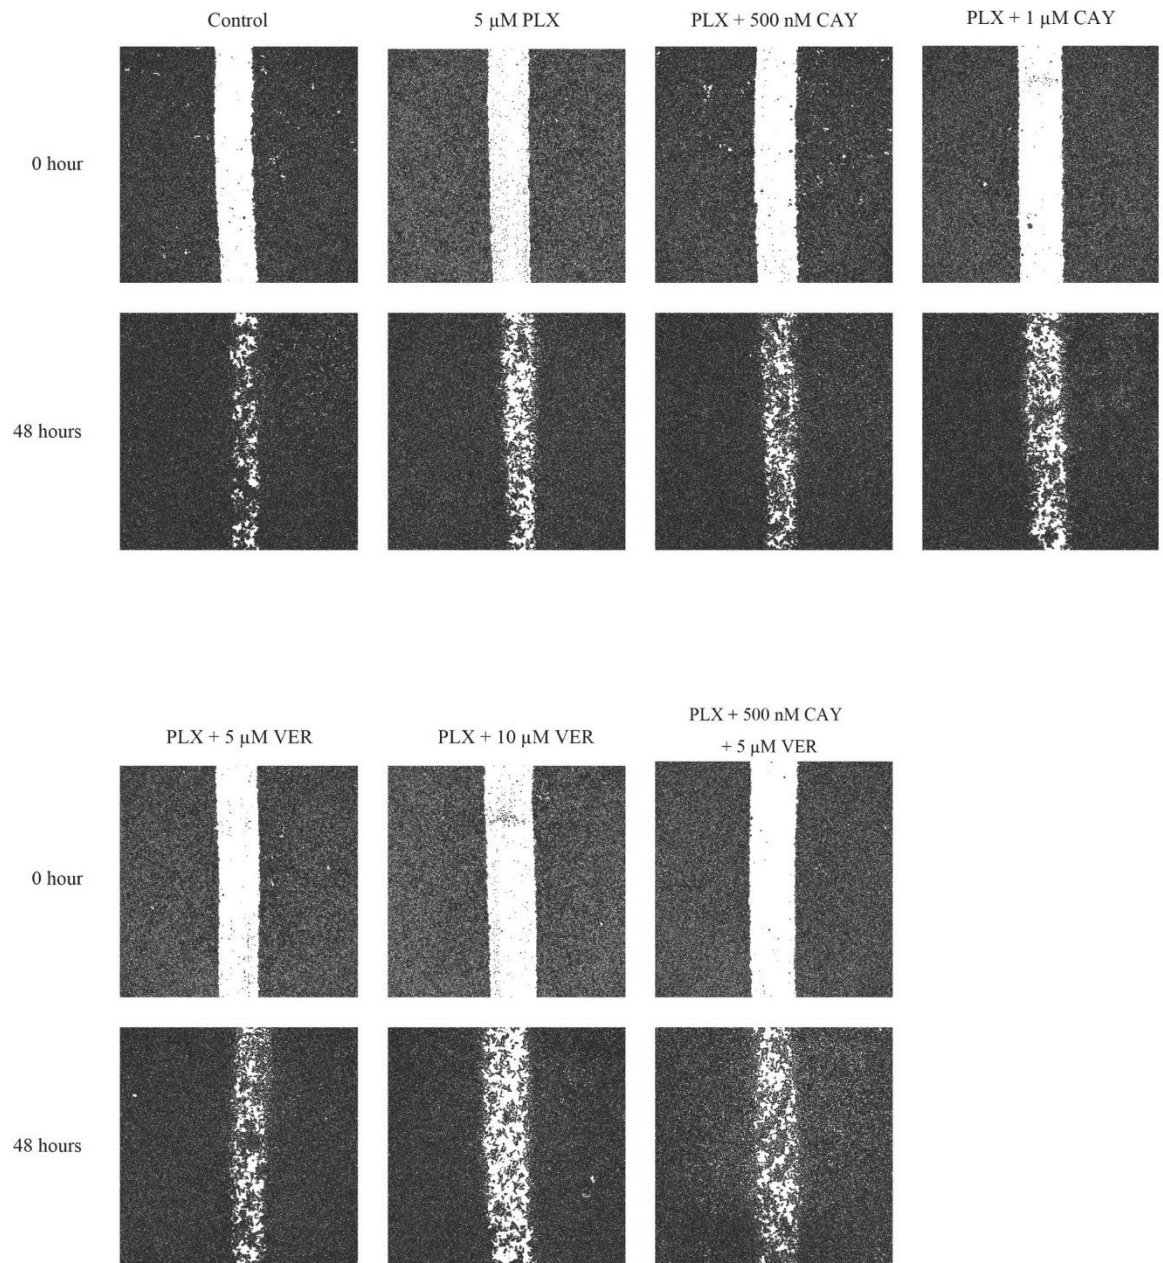 Control
5 µM PLX
PLX + 500 nM CAY
PLX + 1 µM CAY
0 hour
48 hours
PLX + 5 µM VER
PLX + 10 µM VER
PLX + 500 nM CAY
+ 5 µM VER
0 hour
48 hours